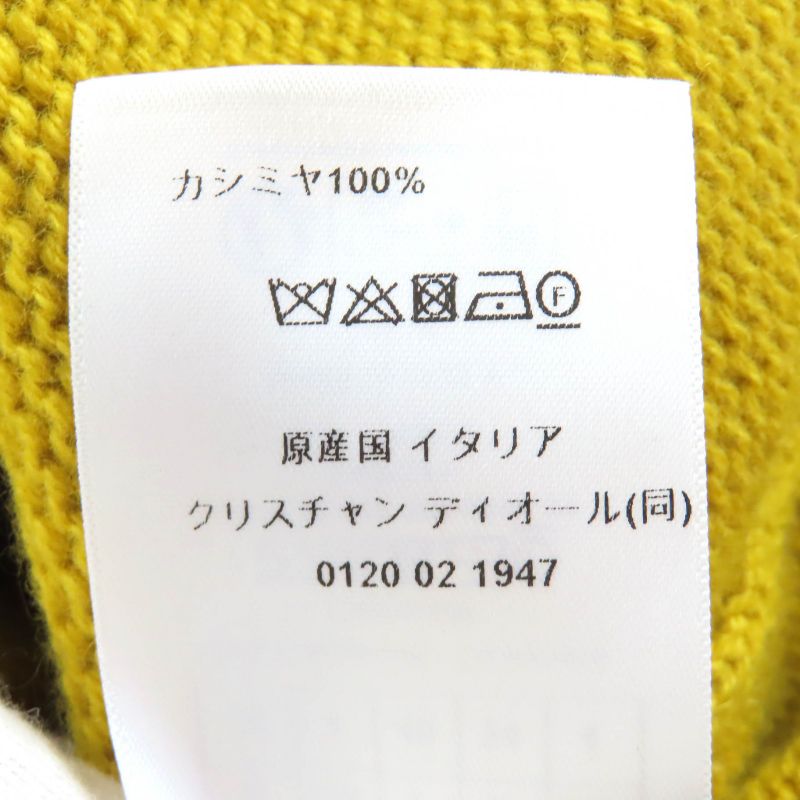 カシミヤ100%
F
原産国 イタリア
クリスチャン ディオール(同)
0120 02 1947